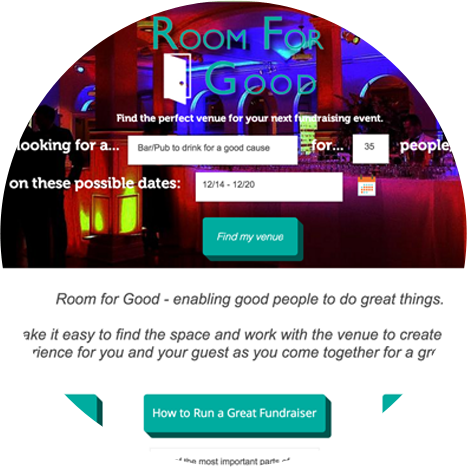 ROOM FOR
GOOD
Find the perfect venue for your next fundraising event.
looking for a... Bar/Pub to drink for a good cause for... 35 people,
on these possible dates: 12/14 - 12/20
Find my venue
Room for Good - enabling good people to do great things.
ake it easy to find the space and work with the venue to create
rience for you and your guest as you come together for a gr
How to Run a Great Fundraiser
of the most important parts of